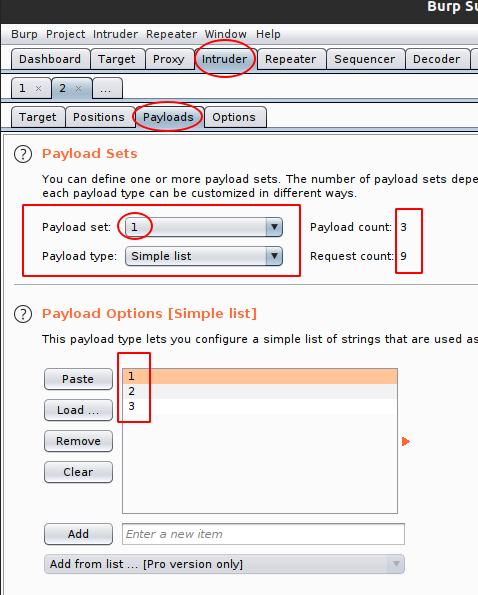 Burp Su
Burp Project Intruder Repeater Window Help
Dashboard Target Proxy Intruder Repeater Sequencer Decoder
1 × 2 × ...
Target Positions Payloads Options
? Payload Sets
You can define one or more payload sets. The number of payload sets depe
each payload type can be customized in different ways.
Payload set: 1 Payload count: 3
Payload type: Simple list Request count: 9
? Payload Options [Simple list]
This payload type lets you configure a simple list of strings that are used as
Paste
Load ...
Remove
Clear
1
2
3
Add Enter a new item
Add from list ... [Pro version only]